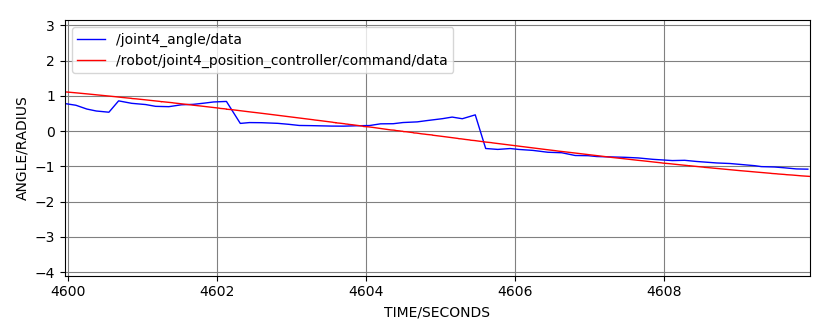 3
2
1
0
−1
−2
−3
−4
ANGLE/RADIUS
/joint4_angle/data
/robot/joint4_position_controller/command/data
4600 4602 4604 4606 4608
TIME/SECONDS